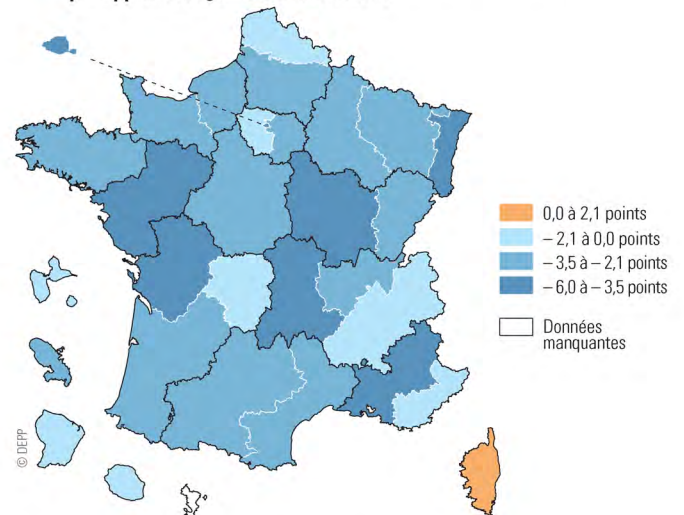 0,0 à 2,1 points
– 2,1 à 0,0 points
– 3,5 à – 2,1 points
– 6,0 à – 3,5 points
Données
manquantes
© DEPP